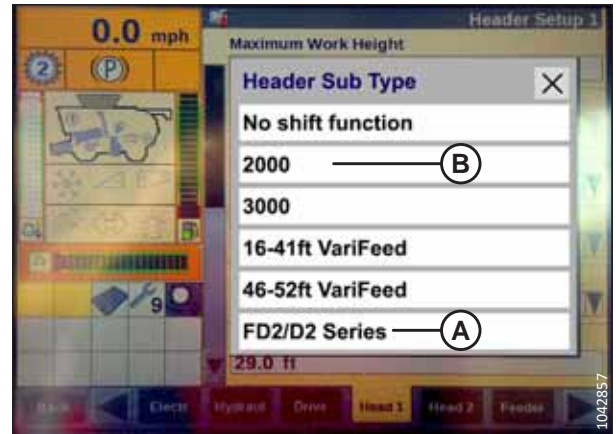 0.0 mph
Header Setup 1
Maximum Work Height
2
P
Header Sub Type
No shift function
2000
B
3000
16-41ft VariFeed
46-52ft VariFeed
FD2/D2 Series
A
9
29.0 ft
Back
Electr
Hydraul
Drive
Head 1
Head 2
Feeder
1042857